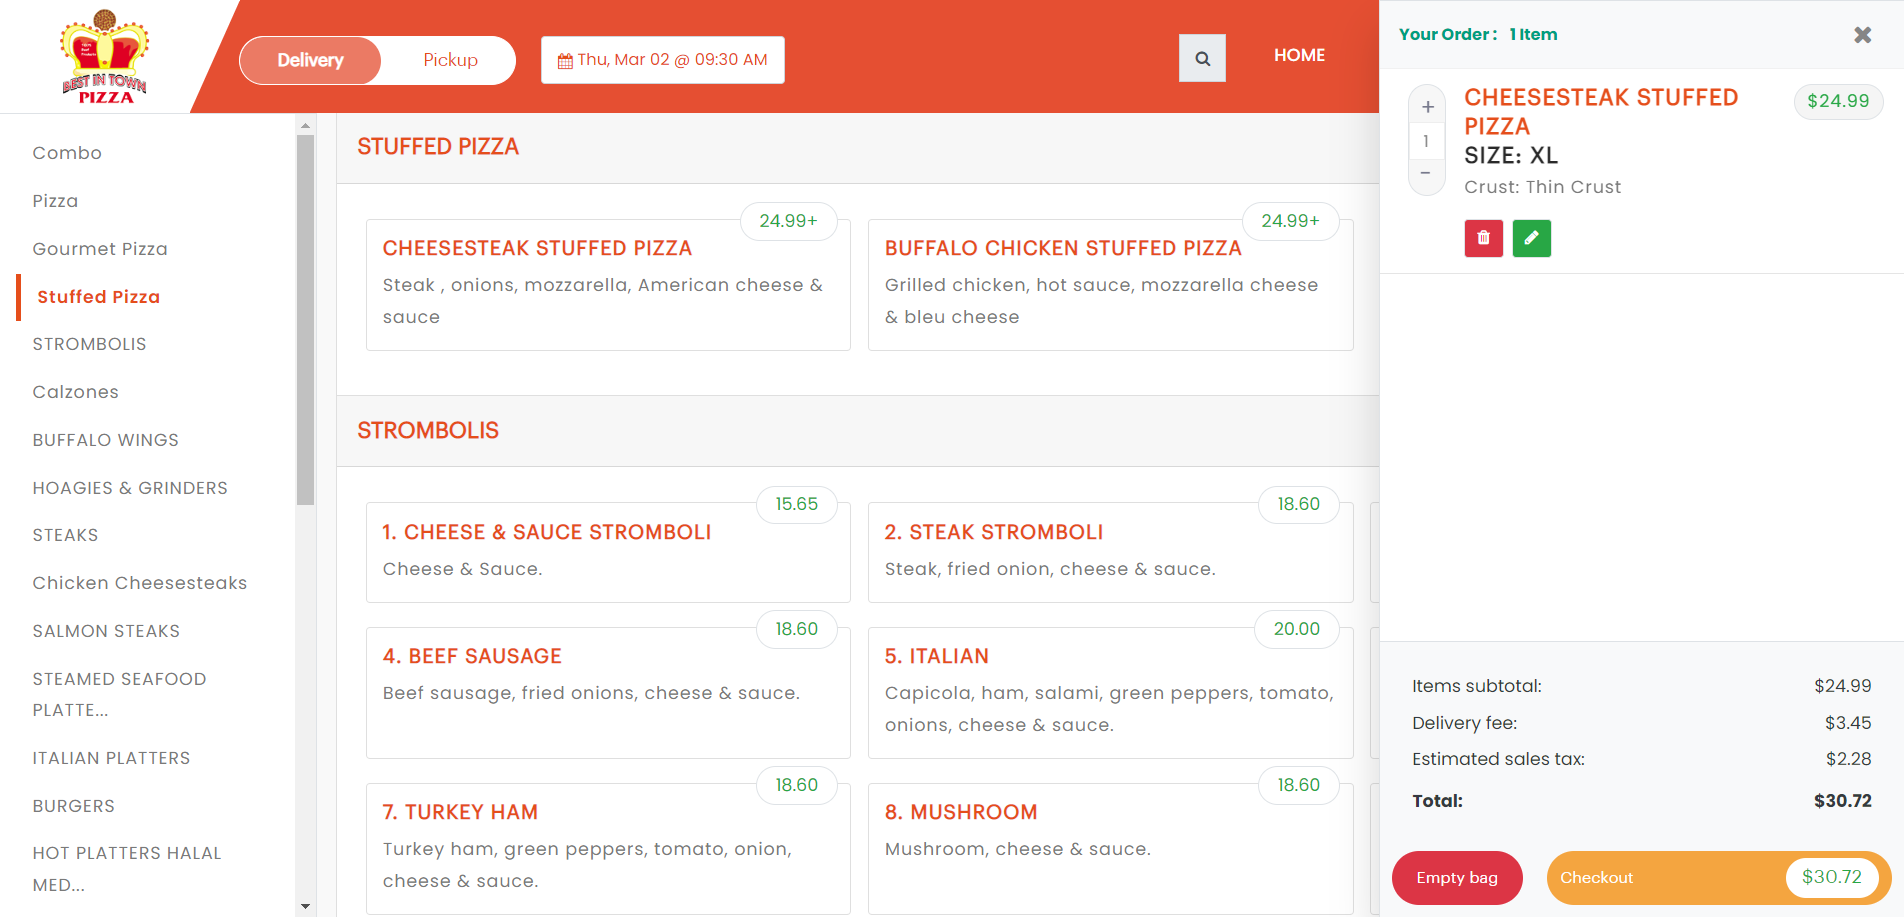 BEST IN TOWN
PIZZA
Delivery
Pickup
Thu, Mar 02 @ 09:30 AM
HOME
Combo
Pizza
Gourmet Pizza
Stuffed Pizza
STROMBOLIS
Calzones
BUFFALO WINGS
HOAGIES & GRINDERS
STEAKS
Chicken Cheesesteaks
SALMON STEAKS
STEAMED SEAFOOD
PLATTE...
ITALIAN PLATTERS
BURGERS
HOT PLATTERS HALAL
MED...
STUFFED PIZZA
24.99+
CHEESESTEAK STUFFED PIZZA
Steak , onions, mozzarella, American cheese &
sauce
24.99+
BUFFALO CHICKEN STUFFED PIZZA
Grilled chicken, hot sauce, mozzarella cheese
& bleu cheese
STROMBOLIS
15.65
1. CHEESE & SAUCE STROMBOLI
Cheese & Sauce.
18.60
2. STEAK STROMBOLI
Steak, fried onion, cheese & sauce.
18.60
4. BEEF SAUSAGE
Beef sausage, fried onions, cheese & sauce.
20.00
5. ITALIAN
Capicola, ham, salami, green peppers, tomato,
onions, cheese & sauce.
18.60
7. TURKEY HAM
Turkey ham, green peppers, tomato, onion,
cheese & sauce.
18.60
8. MUSHROOM
Mushroom, cheese & sauce.
Your Order : 1 Item
+
1
−
CHEESESTEAK STUFFED
PIZZA
SIZE: XL
Crust: Thin Crust
$24.99
Items subtotal: $24.99
Delivery fee: $3.45
Estimated sales tax: $2.28
Total: $30.72
Empty bag
Checkout $30.72